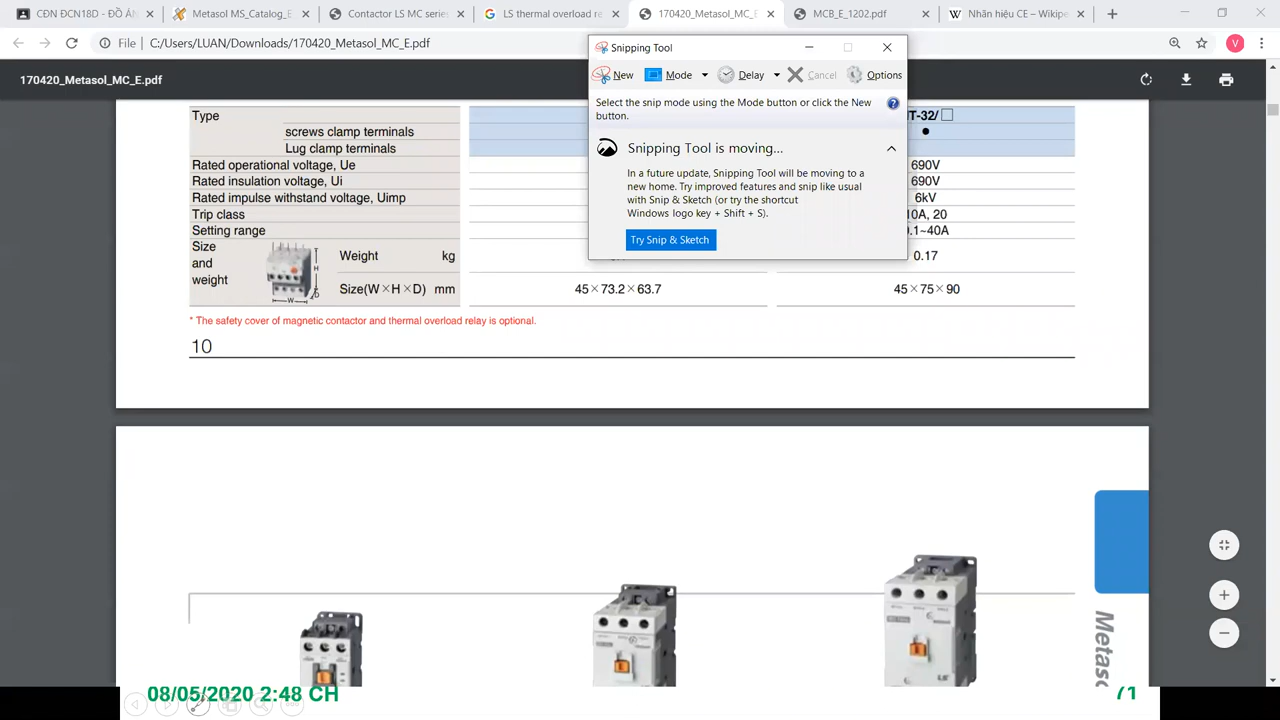 CĐN ĐCN18D - ĐỒ ÁN
Metasol MS_Catalog_E
Contactor LS MC series
LS thermal overload re
170420_Metasol_MC_E
MCB_E_1202.pdf
Nhãn hiệu CE – Wikipe
File | C:/Users/LUAN/Downloads/170420_Metasol_MC_E.pdf
V
170420_Metasol_MC_E.pdf
Snipping Tool
New Mode Delay Cancel Options
Select the snip mode using the Mode button or click the New
button.
Snipping Tool is moving...
In a future update, Snipping Tool will be moving to a
new home. Try improved features and snip like usual
with Snip & Sketch (or try the shortcut
Windows logo key + Shift + S).
Try Snip & Sketch
Type
T-32/
screws clamp terminals
Lug clamp terminals
Rated operational voltage, Ue 690V
Rated insulation voltage, Ui 690V
Rated impulse withstand voltage, Uimp 6kV
Trip class 10A, 20
Setting range .1~40A
Size
and
weight
Weight kg 0.17
H
W
D
Size(W×H×D) mm 45×73.2×63.7 45×75×90
* The safety cover of magnetic contactor and thermal overload relay is optional.
10
Metaso
08/05/2020 2:48 CH
71